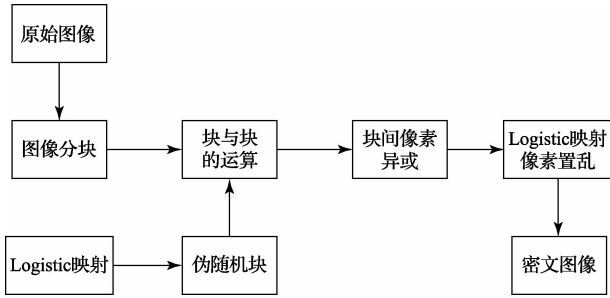 原始图像
图像分块
块与块
的运算
块间像素
异或
Logistic映射
像素置乱
Logistic映射
伪随机块
密文图像